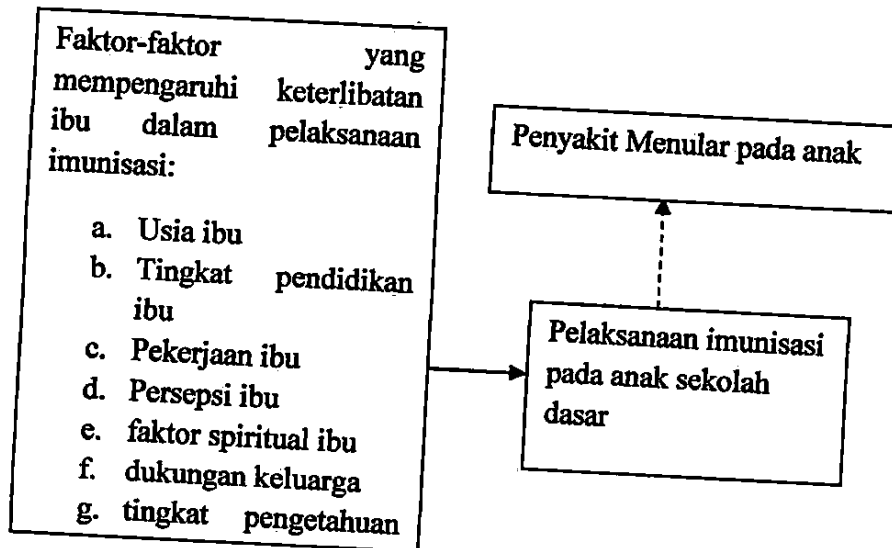 Faktor-faktor yang
mempengaruhi keterlibatan
ibu dalam pelaksanaan
imunisasi:
a. Usia ibu
b. Tingkat pendidikan
ibu
c. Pekerjaan ibu
d. Persepsi ibu
e. faktor spiritual ibu
f. dukungan keluarga
g. tingkat pengetahuan
Penyakit Menular pada anak
Pelaksanaan imunisasi
pada anak sekolah
dasar